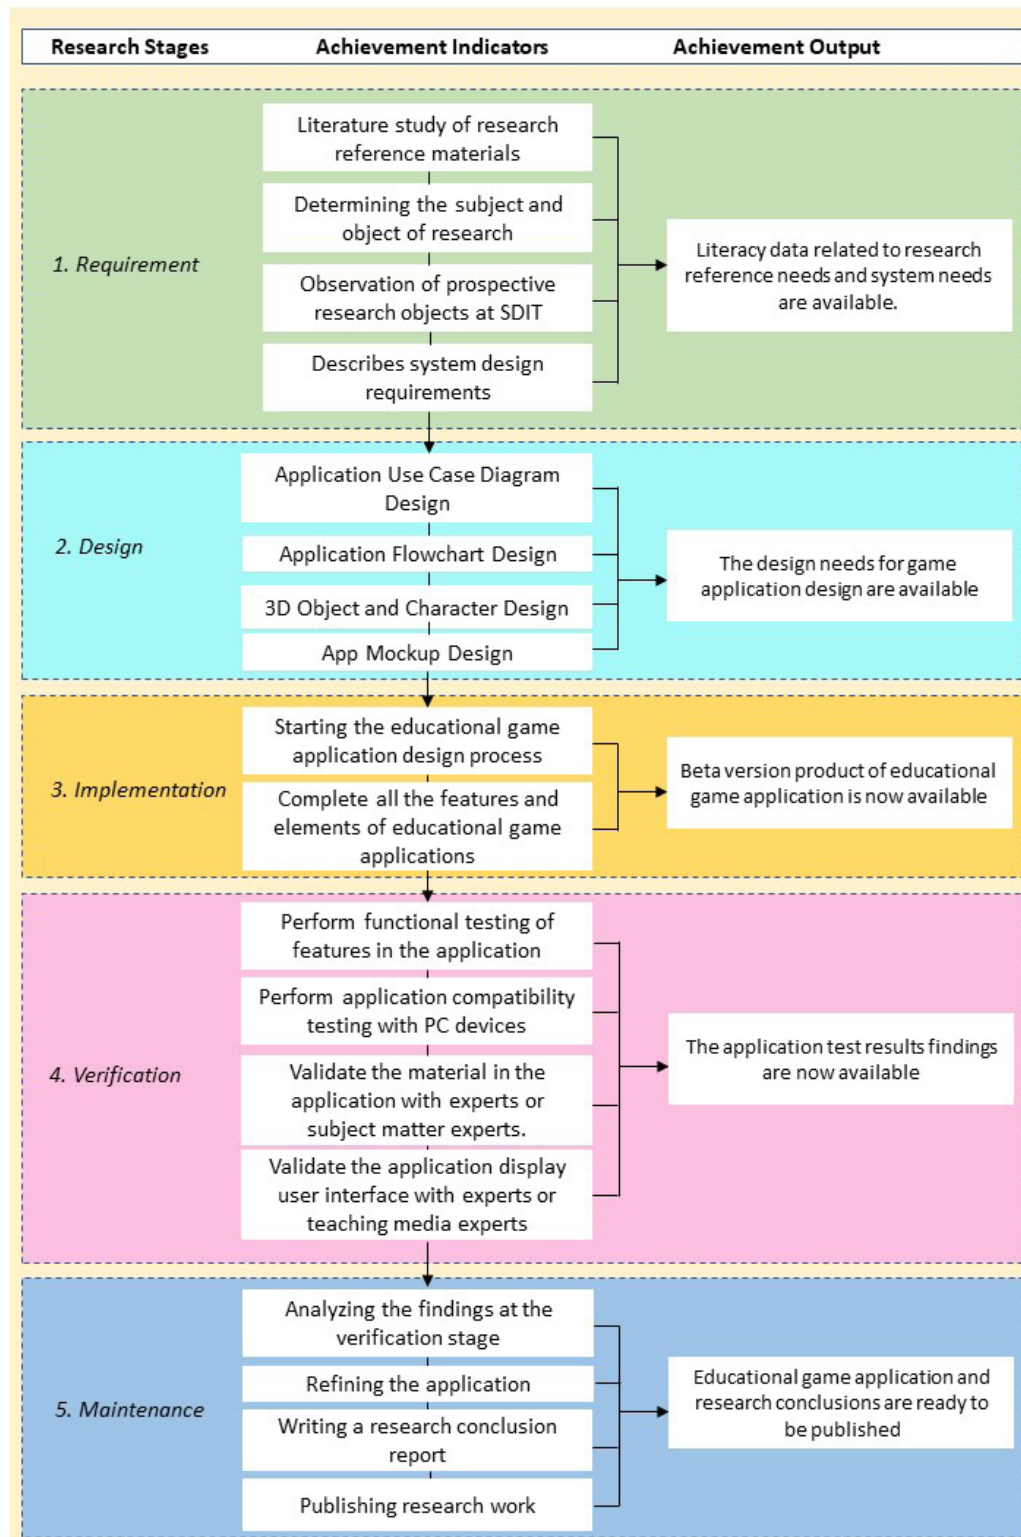 Research Stages Achievement Indicators Achievement Output
1. Requirement
Literature study of research
reference materials
Determining the subject and
object of research
Observation of prospective
research objects at SDIT
Describes system design
requirements
Literacy data related to research
reference needs and system needs
are available.
2. Design
Application Use Case Diagram
Design
Application Flowchart Design
3D Object and Character Design
App Mockup Design
The design needs for game
application design are available
3. Implementation
Starting the educational game
application design process
Complete all the features and
elements of educational game
applications
Beta version product of educational
game application is now available
4. Verification
Perform functional testing of
features in the application
Perform application compatibility
testing with PC devices
Validate the material in the
application with experts or
subject matter experts.
Validate the application display
user interface with experts or
teaching media experts
The application test results findings
are now available
5. Maintenance
Analyzing the findings at the
verification stage
Refining the application
Writing a research conclusion
report
Publishing research work
Educational game application and
research conclusions are ready to
be published